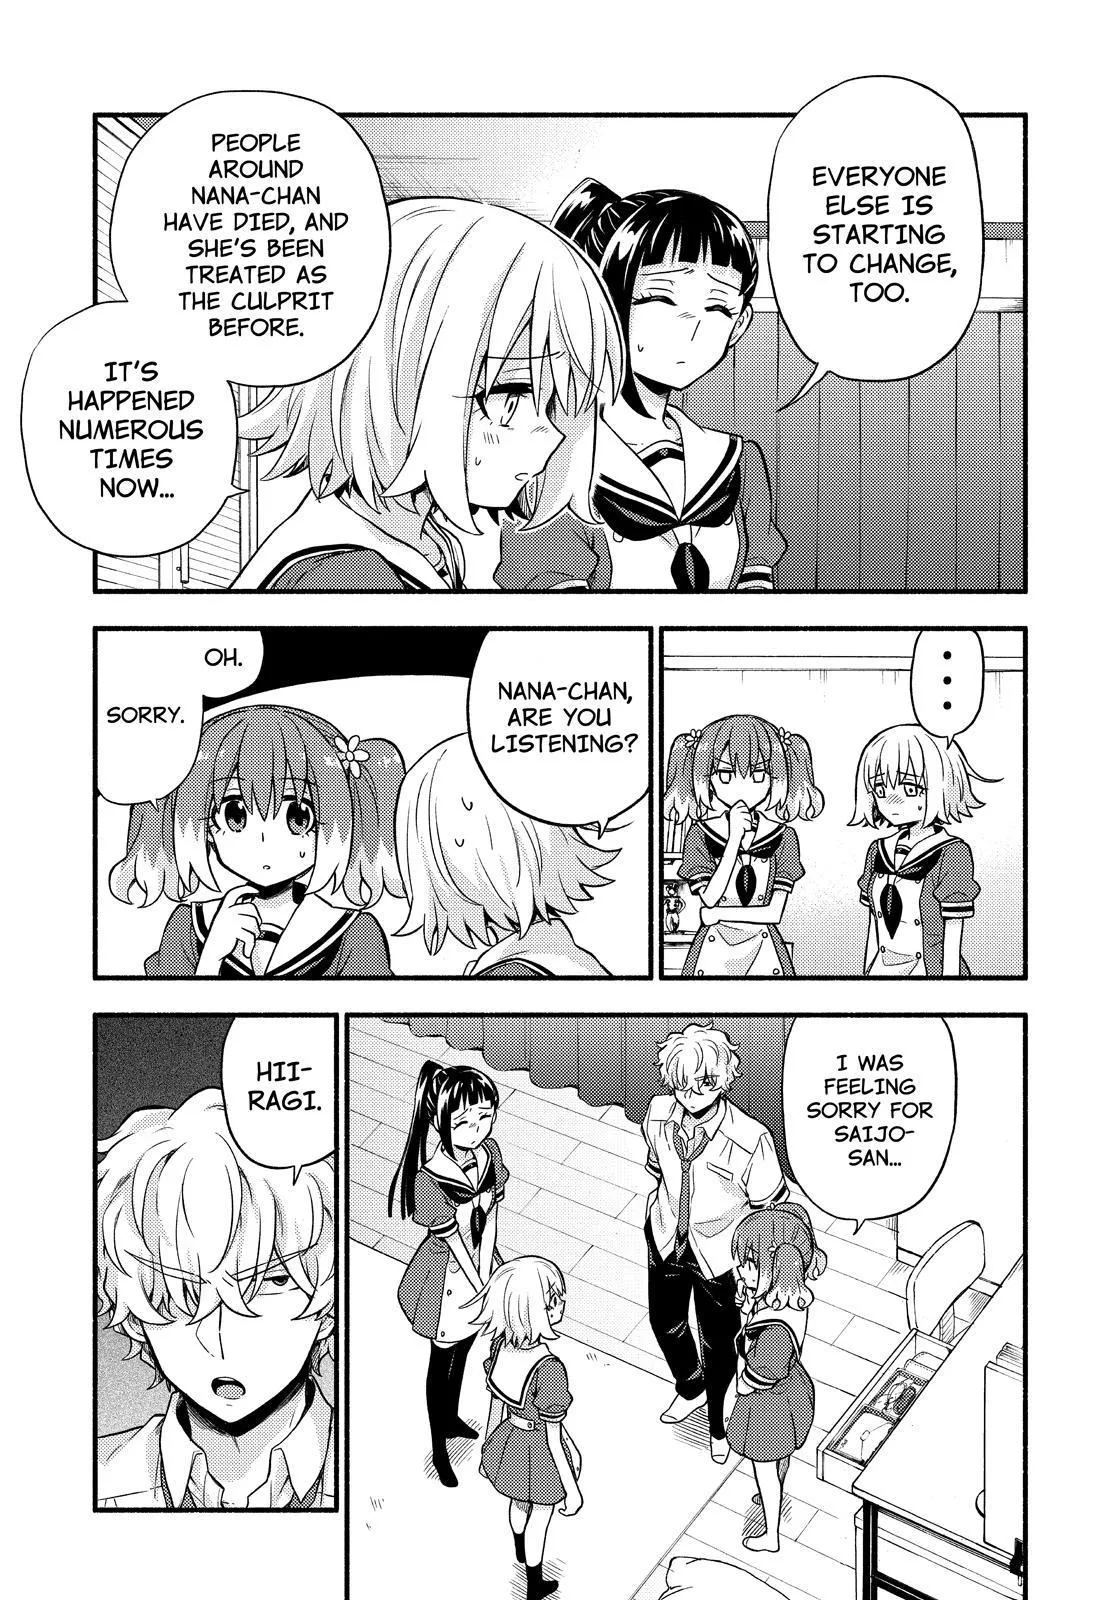 EVERYONE
ELSE IS
STARTING
TO CHANGE,
TOO.
PEOPLE
AROUND
NANA-CHAN
HAVE DIED, AND
SHE'S BEEN
TREATED AS
THE CULPRIT
BEFORE.
IT'S
HAPPENED
NUMEROUS
TIMES
NOW...
...
NANA-CHAN,
ARE YOU
LISTENING?
OH.
SORRY.
I WAS
FEELING
SORRY FOR
SAIJO-
SAN...
HII-
RAGI.